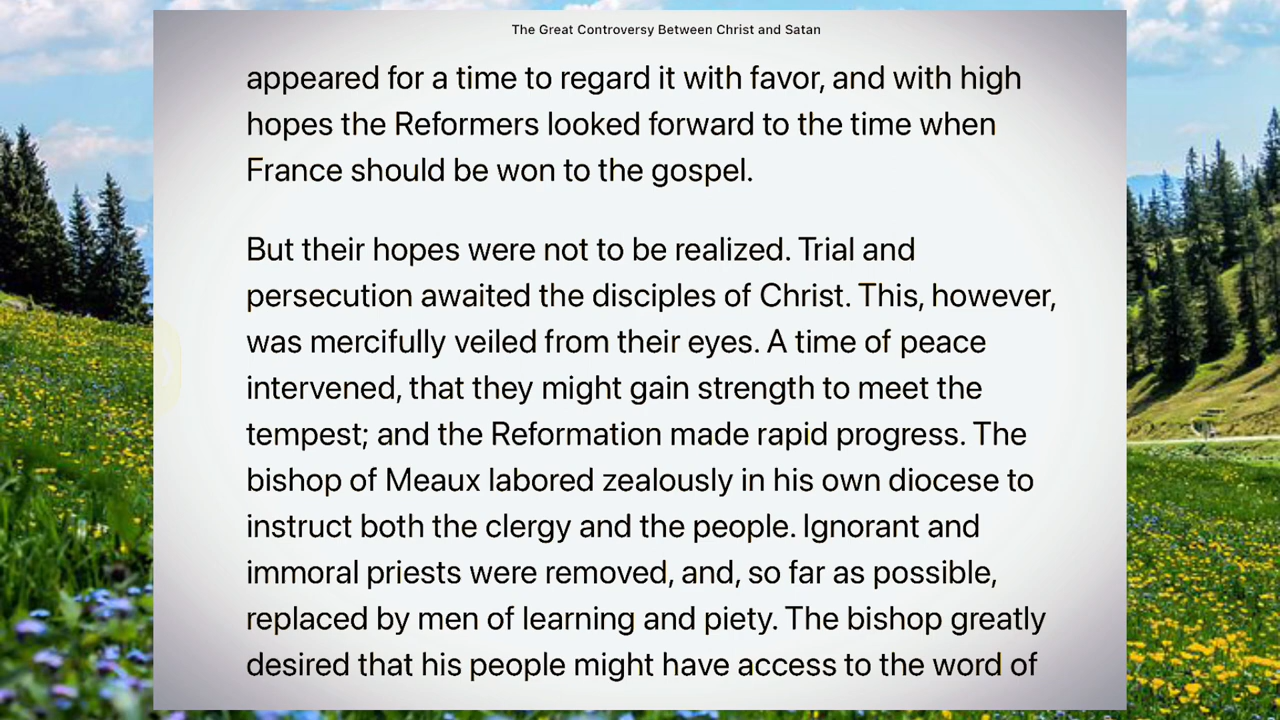 The Great Controversy Between Christ and Satan
appeared for a time to regard it with favor, and with high
hopes the Reformers looked forward to the time when
France should be won to the gospel.
But their hopes were not to be realized. Trial and
persecution awaited the disciples of Christ. This, however,
was mercifully veiled from their eyes. A time of peace
intervened, that they might gain strength to meet the
tempest; and the Reformation made rapid progress. The
bishop of Meaux labored zealously in his own diocese to
instruct both the clergy and the people. Ignorant and
immoral priests were removed, and, so far as possible,
replaced by men of learning and piety. The bishop greatly
desired that his people might have access to the word of